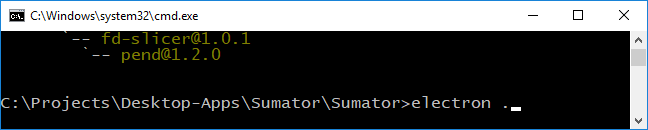 C:\Windows\system32\cmd.exe
`-- fd-slicer@1.0.1
`-- pend@1.2.0
C:\Projects\Desktop-Apps\Sumator\Sumator>electron .